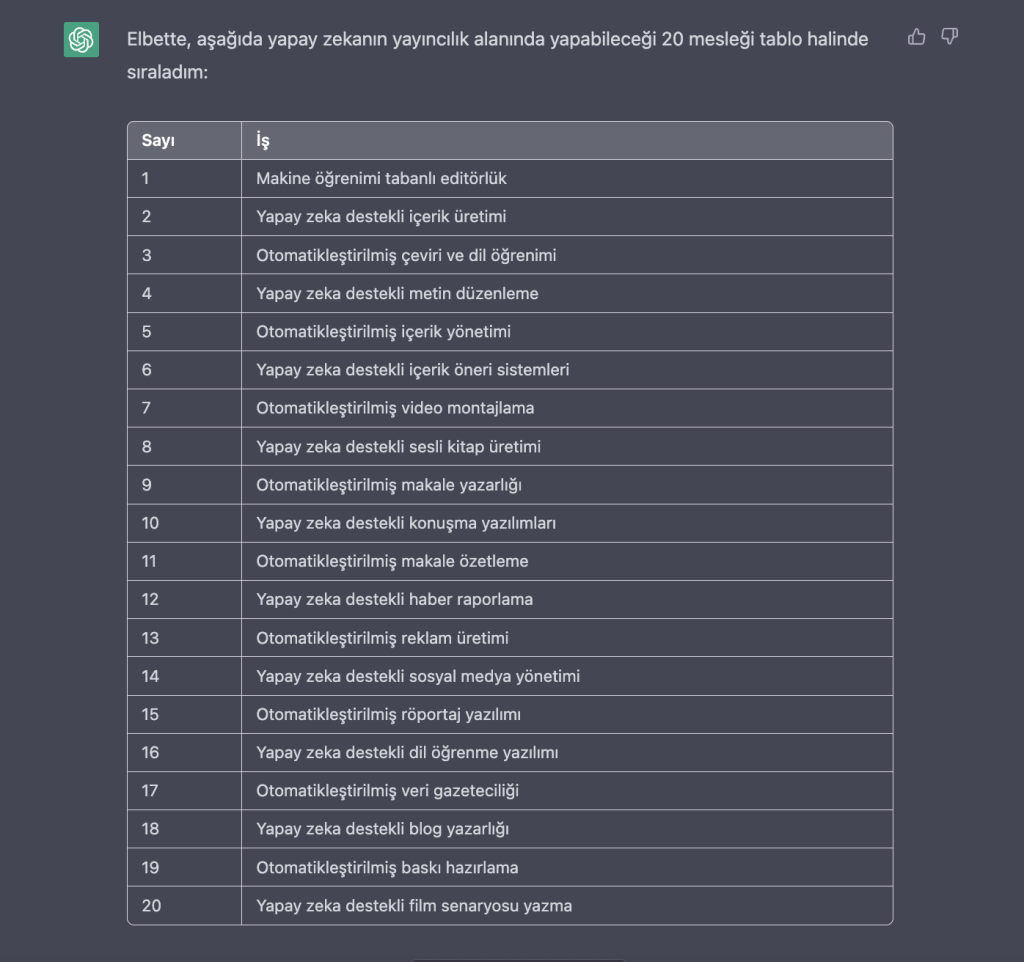 Elbette, aşağıda yapay zekanın yayıncılık alanında yapabileceği 20 mesleği tablo halinde
sıraladım:
Sayı İş
1 Makine öğrenimi tabanlı editörlük
2 Yapay zeka destekli içerik üretimi
3 Otomatikleştirilmiş çeviri ve dil öğrenimi
4 Yapay zeka destekli metin düzenleme
5 Otomatikleştirilmiş içerik yönetimi
6 Yapay zeka destekli içerik öneri sistemleri
7 Otomatikleştirilmiş video montajlama
8 Yapay zeka destekli sesli kitap üretimi
9 Otomatikleştirilmiş makale yazarlığı
10 Yapay zeka destekli konuşma yazılımları
11 Otomatikleştirilmiş makale özetleme
12 Yapay zeka destekli haber raporlama
13 Otomatikleştirilmiş reklam üretimi
14 Yapay zeka destekli sosyal medya yönetimi
15 Otomatikleştirilmiş röportaj yazılımı
16 Yapay zeka destekli dil öğrenme yazılımı
17 Otomatikleştirilmiş veri gazeteciliği
18 Yapay zeka destekli blog yazarlığı
19 Otomatikleştirilmiş baskı hazırlama
20 Yapay zeka destekli film senaryosu yazma